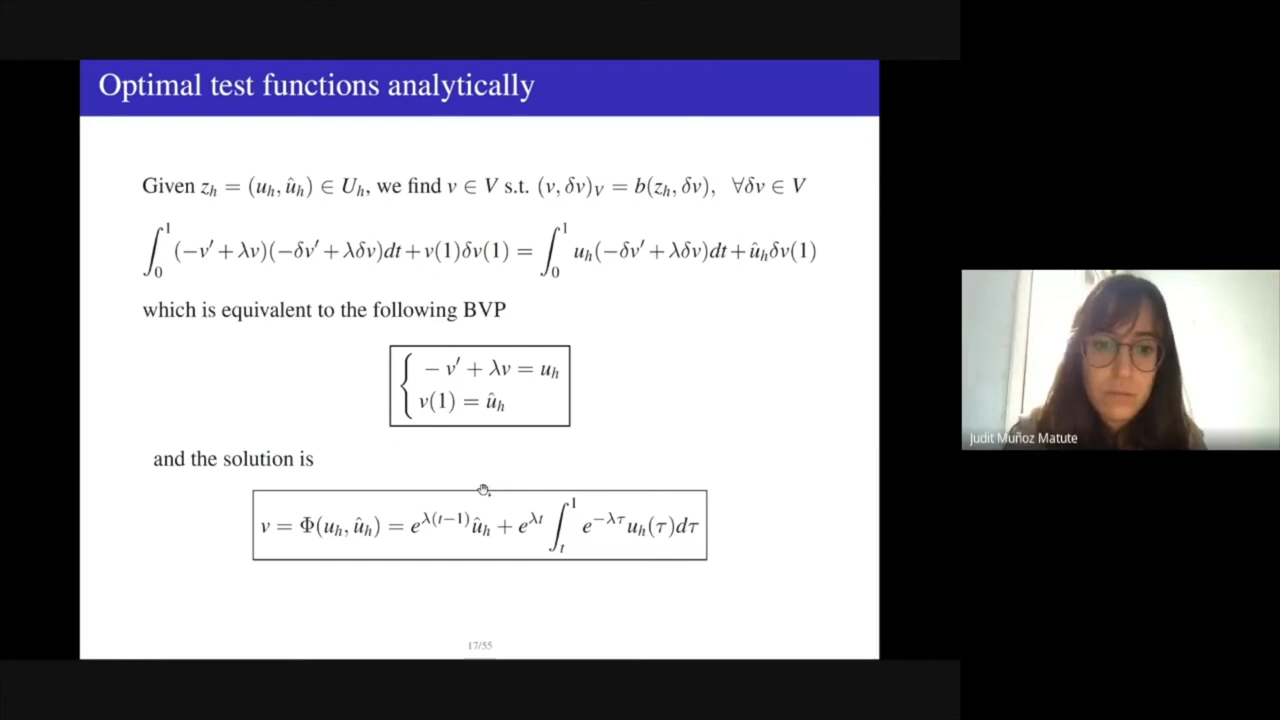 Optimal test functions analytically
Given z_h = (u_h, û_h) ∈ U_h, we find v ∈ V s.t. (v, δv)_V = b(z_h, δv), ∀δv ∈ V
∫_0^1 (−v′ + λv)(−δv′ + λδv)dt + v(1)δv(1) = ∫_0^1 u_h(−δv′ + λδv)dt + û_hδv(1)
which is equivalent to the following BVP
{ − v′ + λv = u_h
v(1) = û_h
and the solution is
v = Φ(u_h, û_h) = e^{λ(t−1)}û_h + e^{λt} ∫_t^1 e^{−λτ}u_h(τ)dτ
17/55
Judit Muñoz Matute